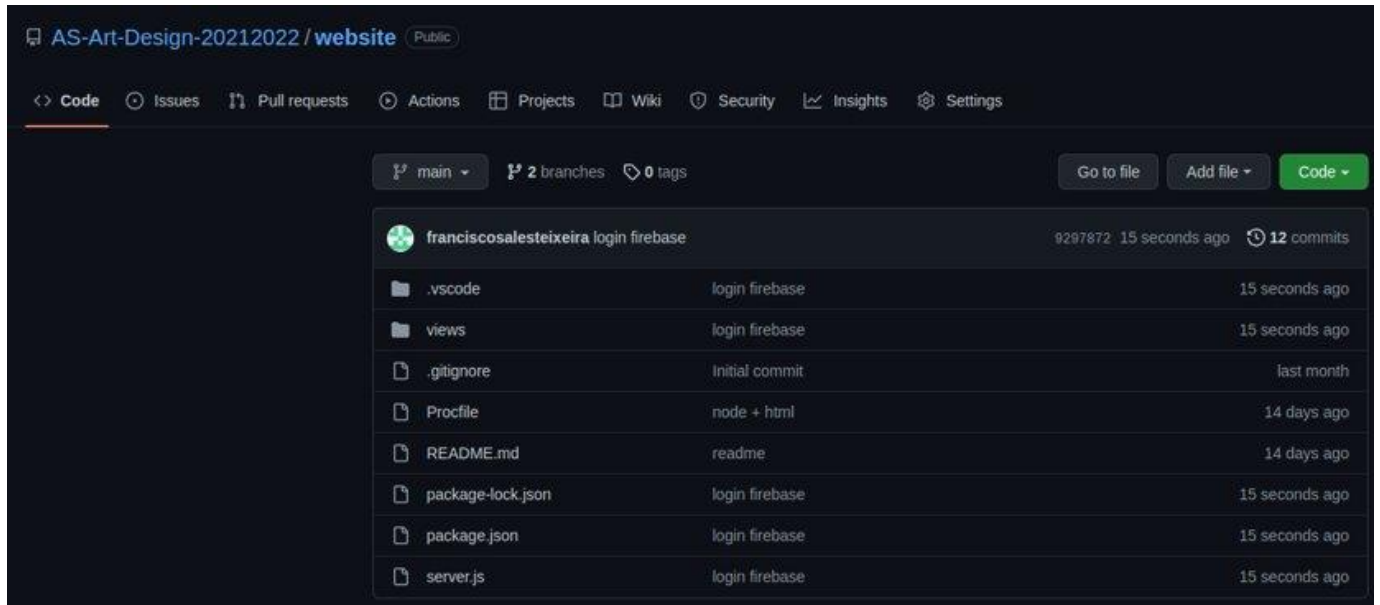 AS-Art-Design-20212022 / website Public
Code Issues Pull requests Actions Projects Wiki Security Insights Settings
main 2 branches 0 tags Go to file Add file Code
franciscosalesteixeira login firebase 9297872 15 seconds ago 12 commits
.vscode login firebase 15 seconds ago
views login firebase 15 seconds ago
.gitignore Initial commit last month
Procfile node + html 14 days ago
README.md readme 14 days ago
package-lock.json login firebase 15 seconds ago
package.json login firebase 15 seconds ago
server.js login firebase 15 seconds ago